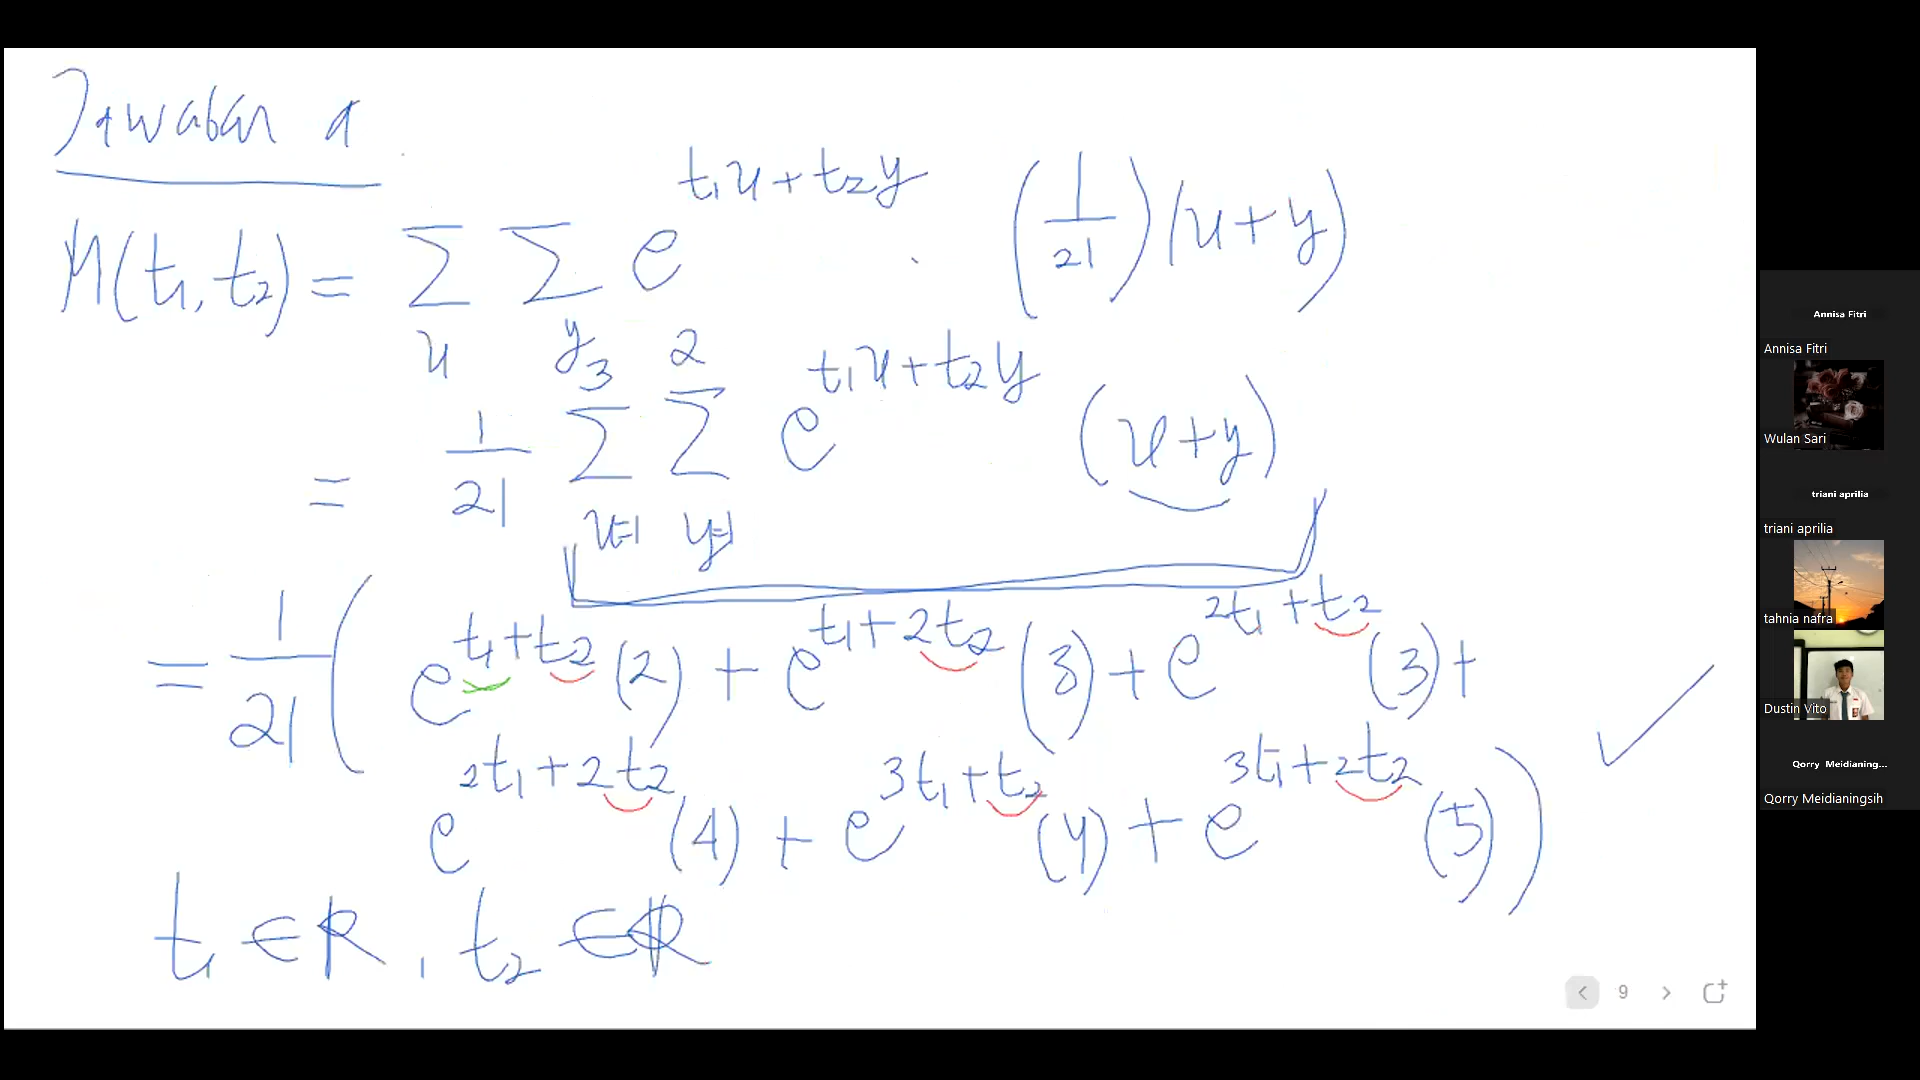 Jawaban a
M(t₁, t₂) = Σ_x Σ_y e^{t₁x + t₂y} · (1/21)(x + y)
= 1/21 Σ_{x=1}^{3} Σ_{y=1}^{2} e^{t₁x + t₂y} (x + y)
= 1/21 ( e^{t₁ + t₂} (2) + e^{t₁ + 2t₂} (3) + e^{2t₁ + t₂} (3) +
e^{2t₁ + 2t₂} (4) + e^{3t₁ + t₂} (4) + e^{3t₁ + 2t₂} (5) )
t₁ ∈ ℝ, t₂ ∈ ℝ
9
Annisa Fitri
Annisa Fitri
Wulan Sari
triani aprilia
triani aprilia
tahnia nafra
Dustin Vito
Qorry Meidianing...
Qorry Meidianingsih